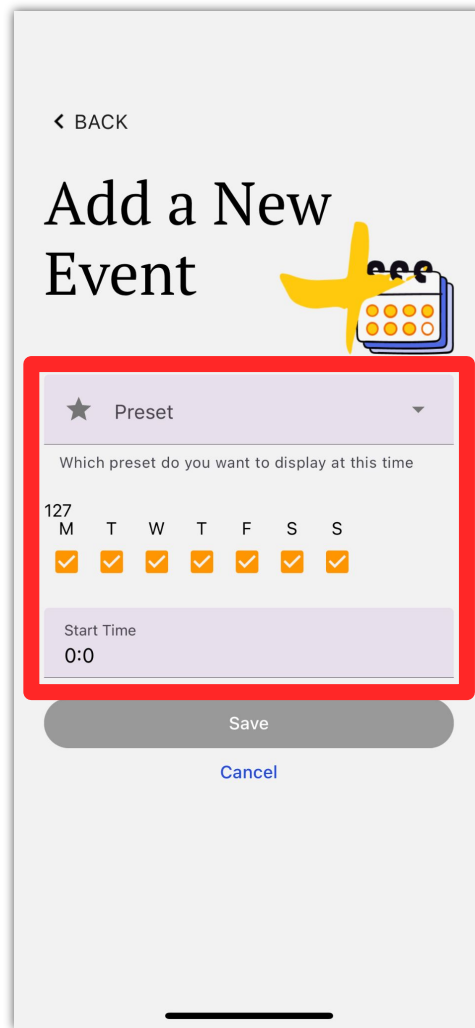 BACK
Add a New
Event
Preset
Which preset do you want to display at this time
127
M T W T F S S
Start Time
0:0
Save
Cancel